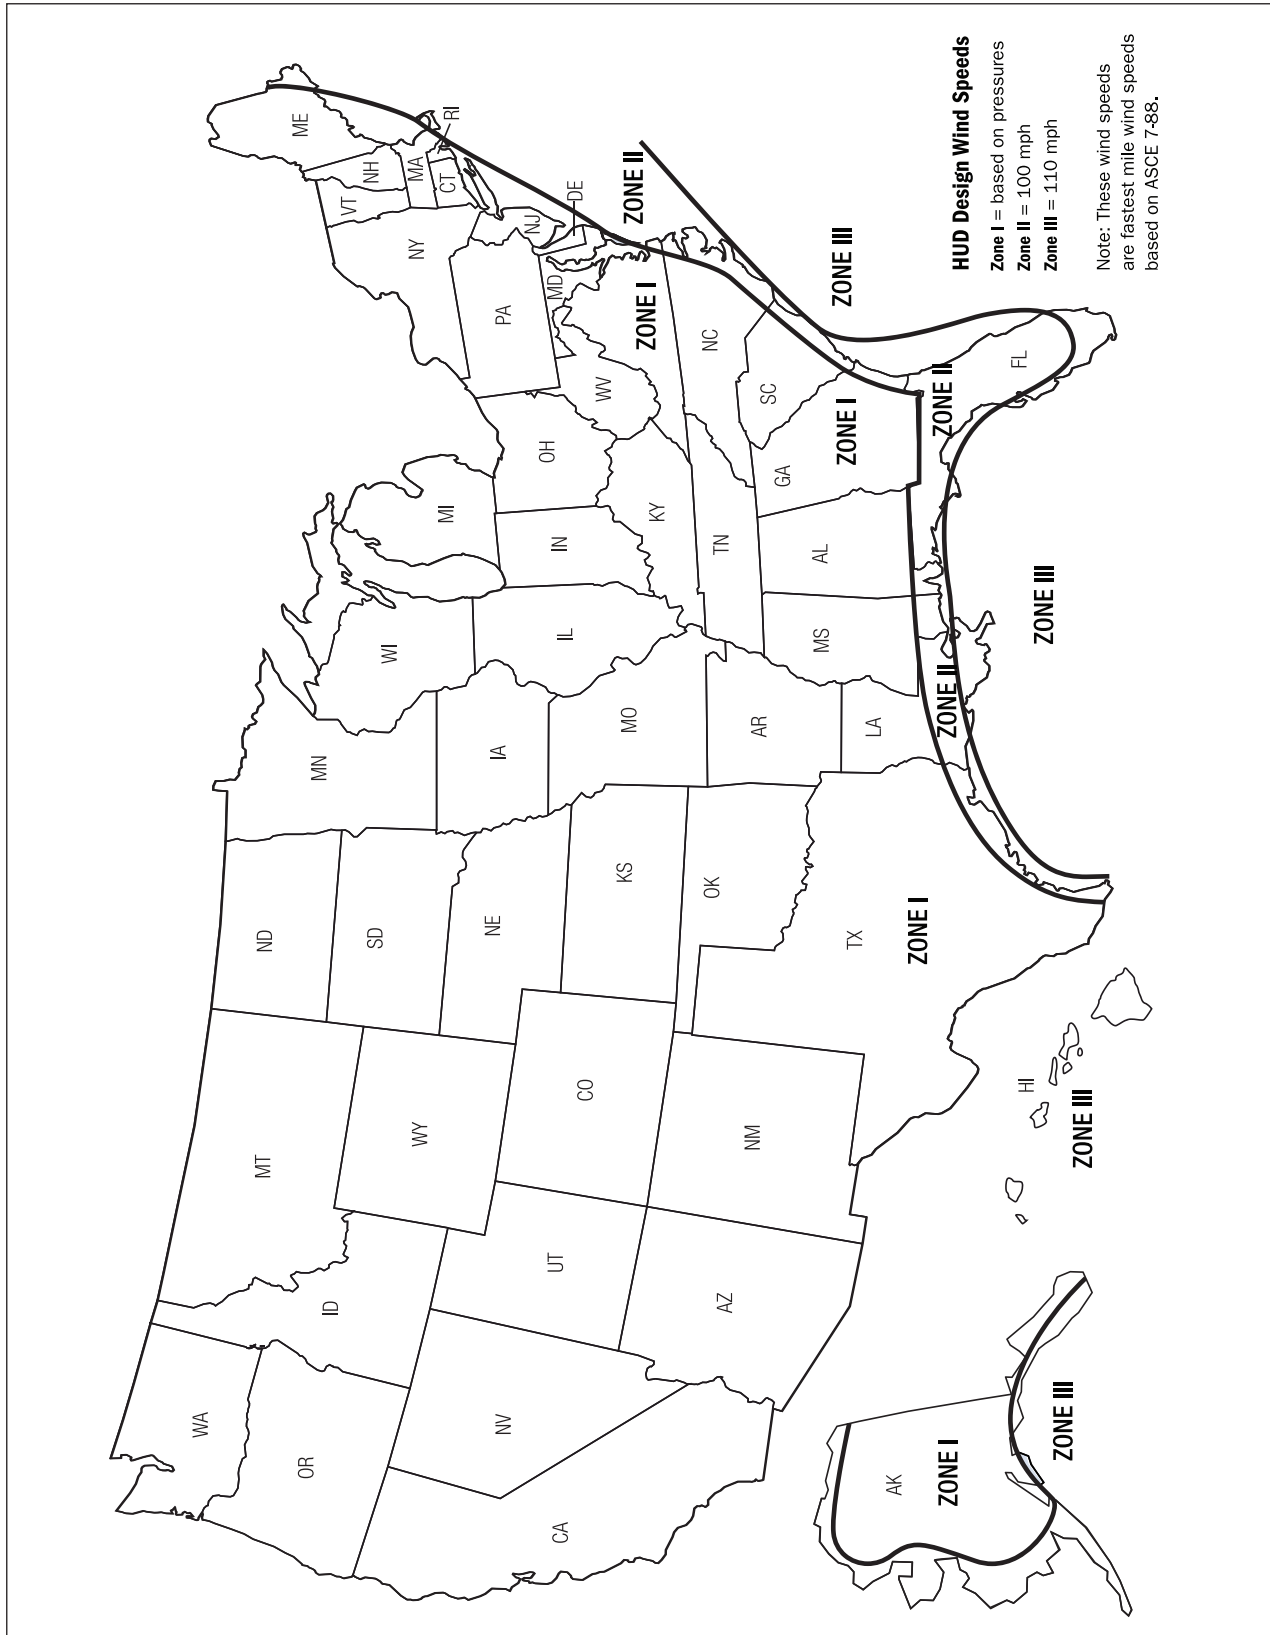 WA
OR
CA
NV
ID
MT
WY
UT
AZ
CO
NM
ND
SD
NE
KS
OK
TX
ZONE I
MN
IA
MO
AR
LA
WI
IL
MS
MI
IN
OH
KY
TN
AL
GA
ZONE I
SC
NC
WV
ZONE I
PA
NY
VT
NH
ME
MA
RI
CT
NJ
DE
MD
FL
ZONE II
ZONE II
ZONE II
ZONE III
ZONE III
AK
ZONE I
ZONE III
HI
ZONE III
HUD Design Wind Speeds
Zone I = based on pressures
Zone II = 100 mph
Zone III = 110 mph
Note: These wind speeds
are fastest mile wind speeds
based on ASCE 7-88.